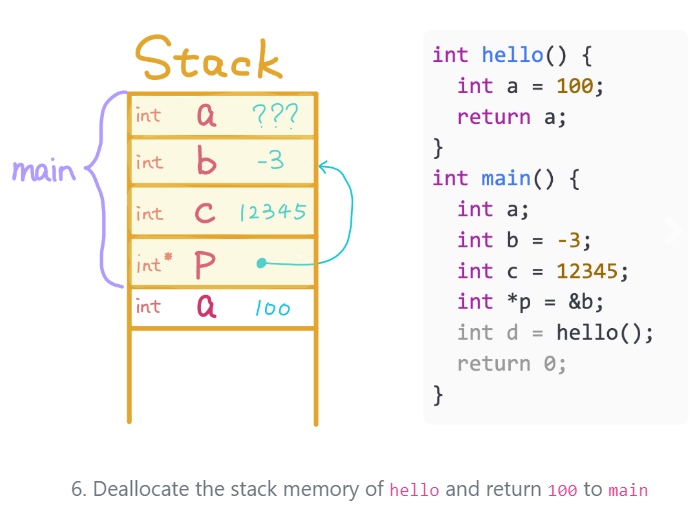 Stack
main
int a ???
int b -3
int c 12345
int* p
int a 100
int hello() {
int a = 100;
return a;
}
int main() {
int a;
int b = -3;
int c = 12345;
int *p = &b;
int d = hello();
return 0;
}
6. Deallocate the stack memory of hello and return 100 to main